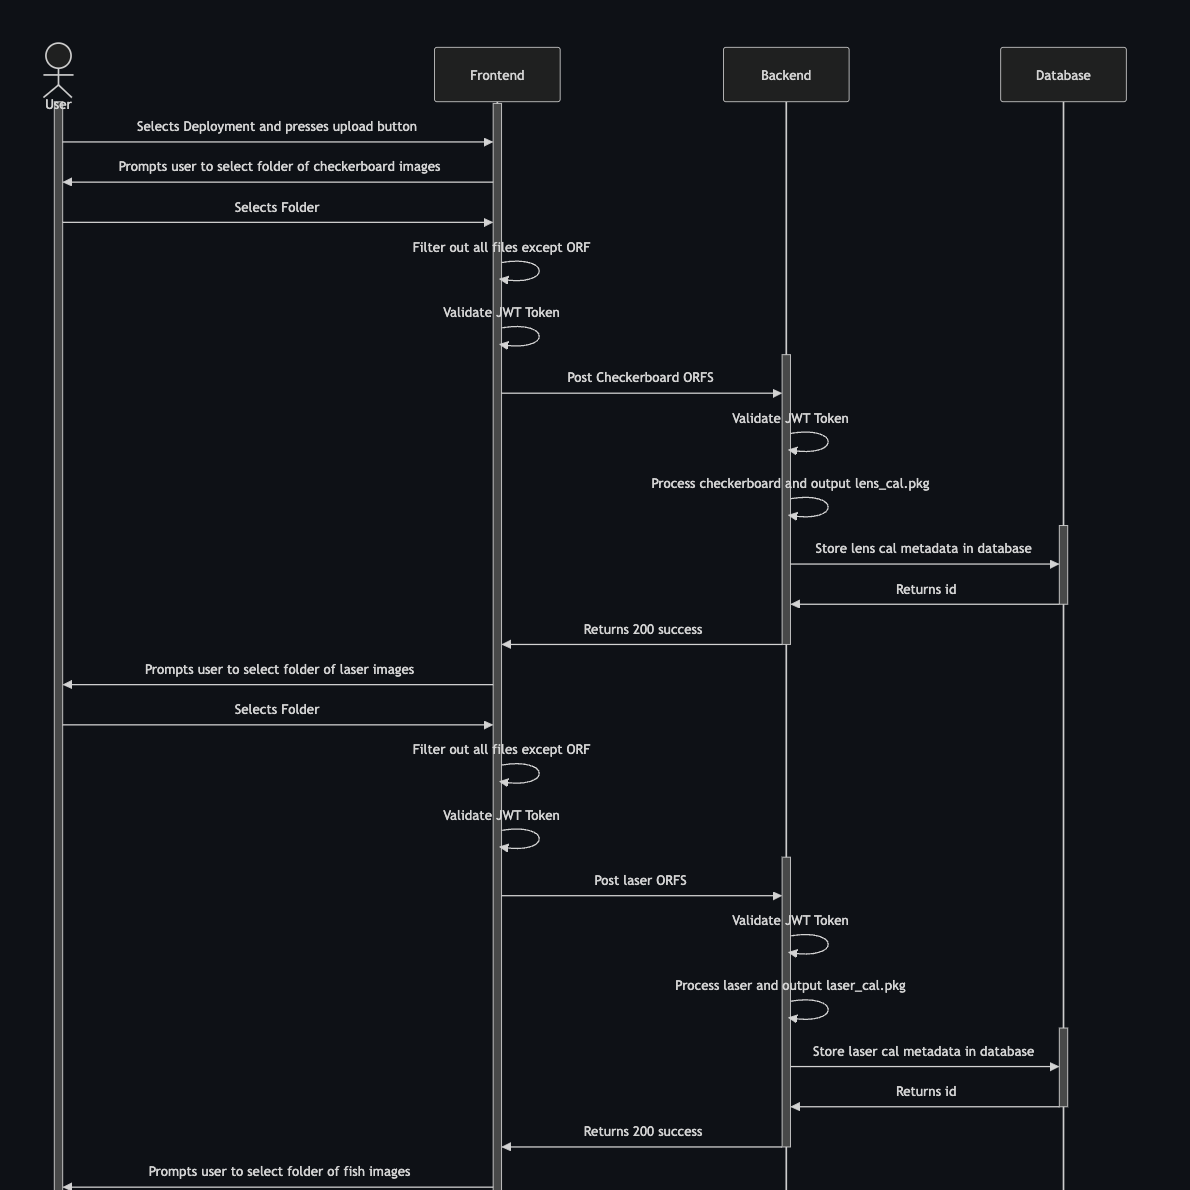 User
Frontend
Backend
Database
Selects Deployment and presses upload button
Prompts user to select folder of checkerboard images
Selects Folder
Filter out all files except ORF
Validate JWT Token
Post Checkerboard ORFS
Validate JWT Token
Process checkerboard and output lens_cal.pkg
Store lens cal metadata in database
Returns id
Returns 200 success
Prompts user to select folder of laser images
Selects Folder
Filter out all files except ORF
Validate JWT Token
Post laser ORFS
Validate JWT Token
Process laser and output laser_cal.pkg
Store laser cal metadata in database
Returns id
Returns 200 success
Prompts user to select folder of fish images